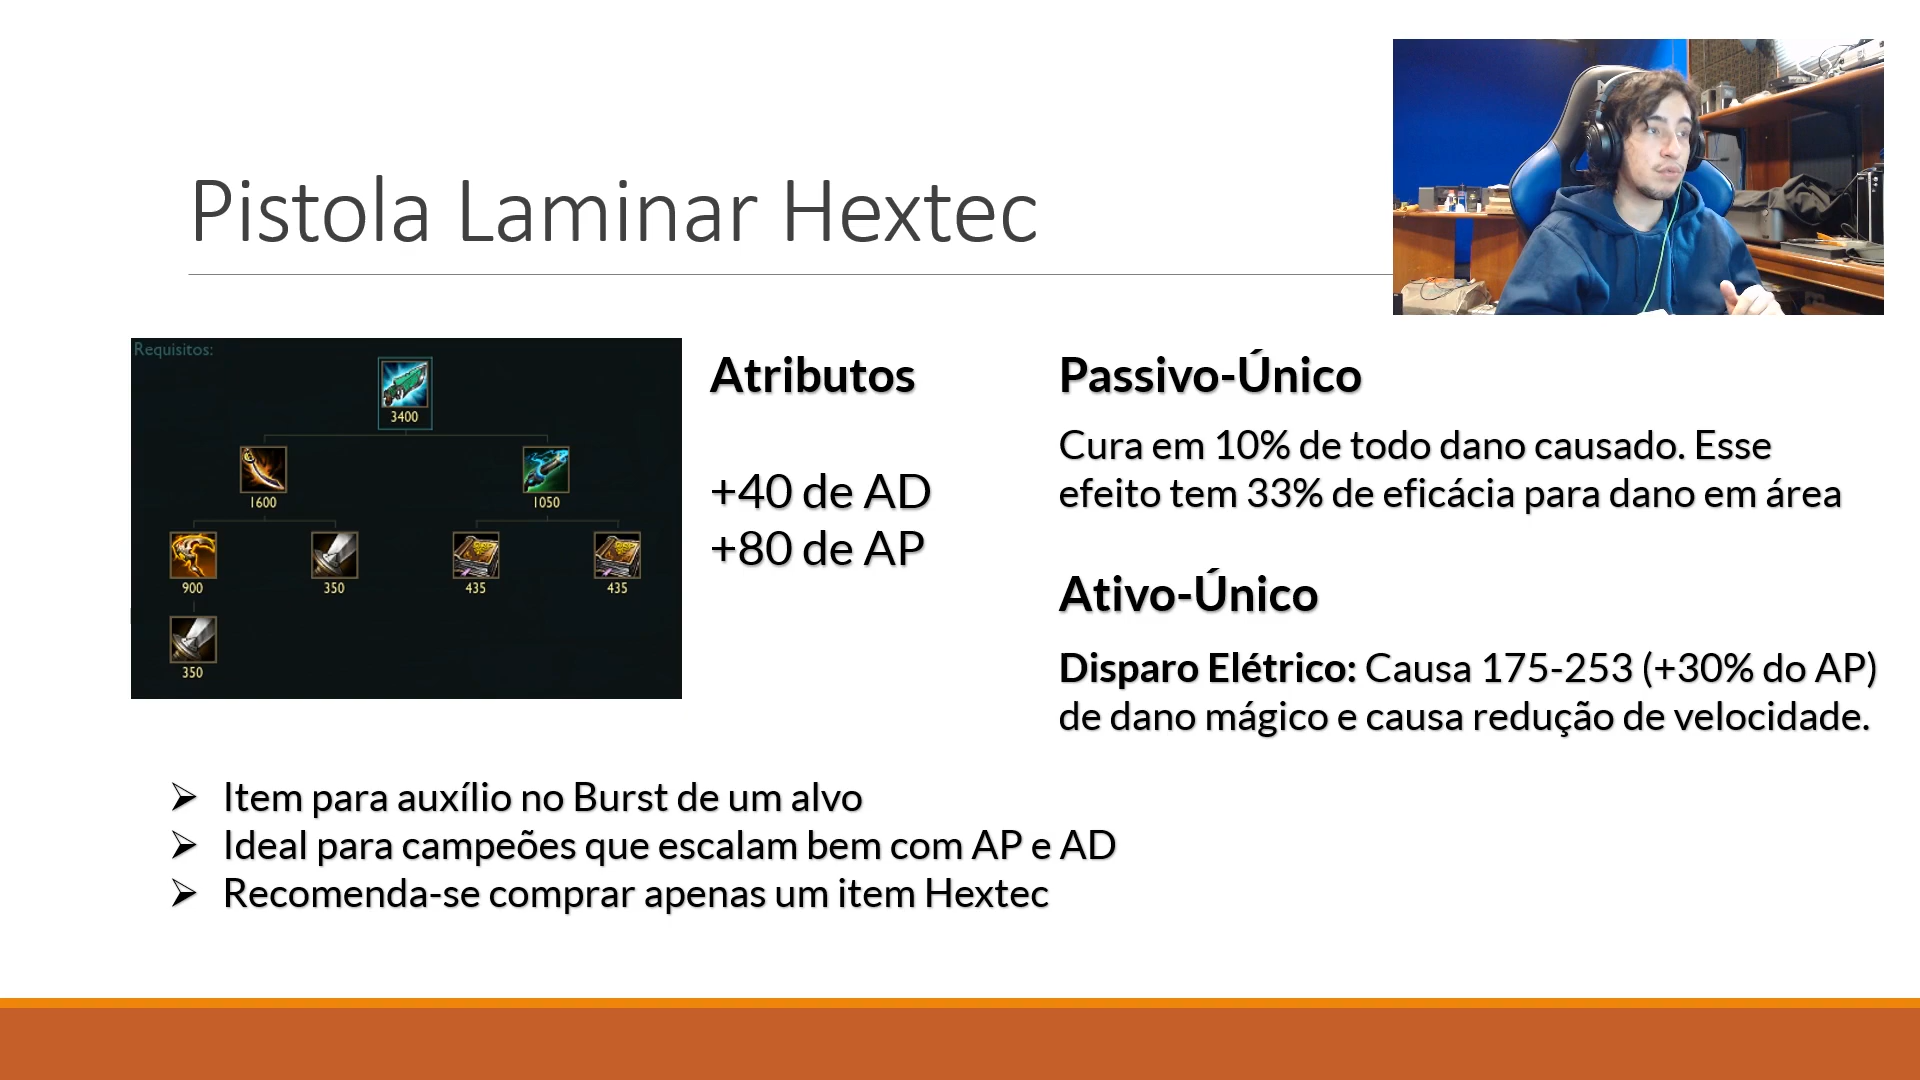 Pistola Laminar Hextec
Requisitos:
3400
1600
1050
900
350
435
435
350
Atributos
+40 de AD
+80 de AP
Passivo-Único
Cura em 10% de todo dano causado. Esse
efeito tem 33% de eficácia para dano em área
Ativo-Único
Disparo Elétrico: Causa 175-253 (+30% do AP)
de dano mágico e causa redução de velocidade.
➢ Item para auxílio no Burst de um alvo
➢ Ideal para campeões que escalam bem com AP e AD
➢ Recomenda-se comprar apenas um item Hextec